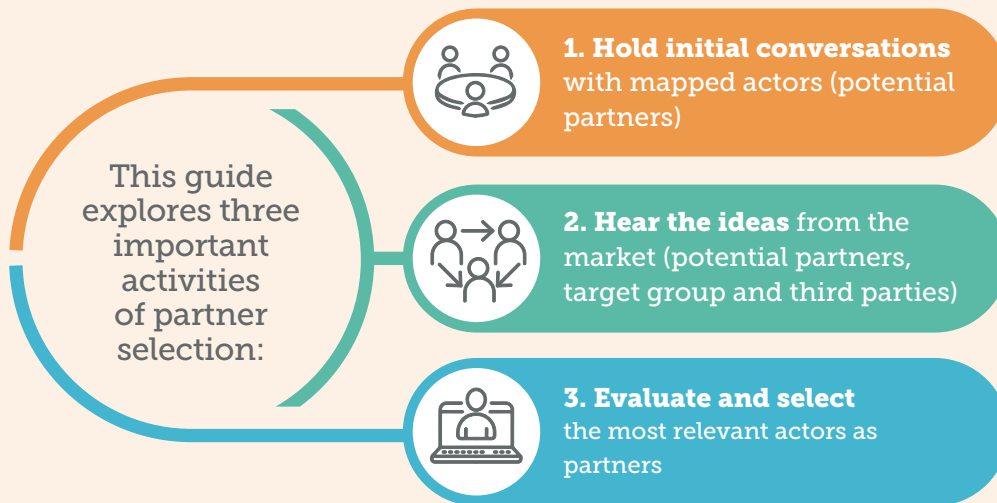 This guide
explores three
important
activities
of partner
selection:
1. Hold initial conversations
with mapped actors (potential
partners)
2. Hear the ideas from the
market (potential partners,
target group and third parties)
3. Evaluate and select
the most relevant actors as
partners